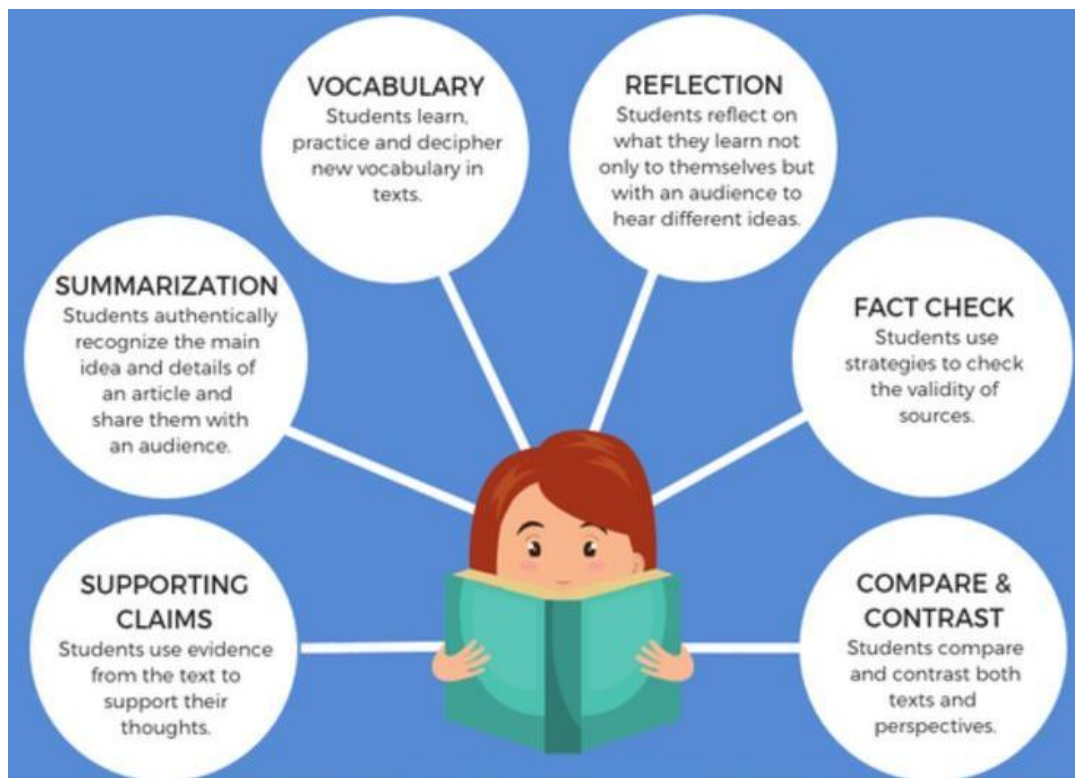 VOCABULARY
Students learn,
practice and decipher
new vocabulary in
texts.
REFLECTION
Students reflect on
what they learn not
only to themselves but
with an audience to
hear different ideas.
SUMMARIZATION
Students authentically
recognize the main
idea and details of
an article and
share them with
an audience.
FACT CHECK
Students use
strategies to check
the validity of
sources.
SUPPORTING
CLAIMS
Students use evidence
from the text to
support their
thoughts.
COMPARE &
CONTRAST
Students compare
and contrast both
texts and
perspectives.